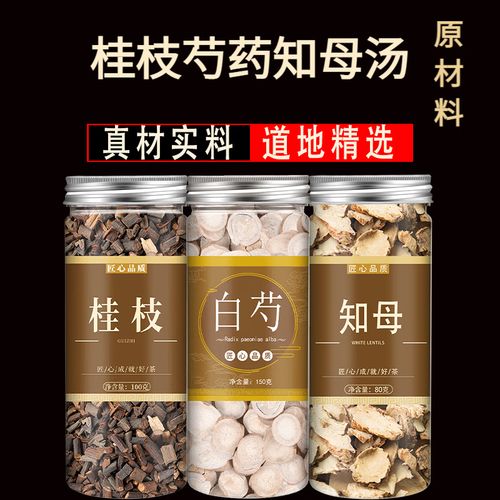 桂枝芍药知母汤
原材料
真材实料 道地精选
匠心品质
桂枝
GUIZHI
匠/心/成/就/好/茶
净含量：100克
白芍
~Radix paeoniae alba~
匠心品质
净含量：150克
匠心品质
知母
WHITE LENTILS
匠/心/成/就/好/茶
净含量：80克